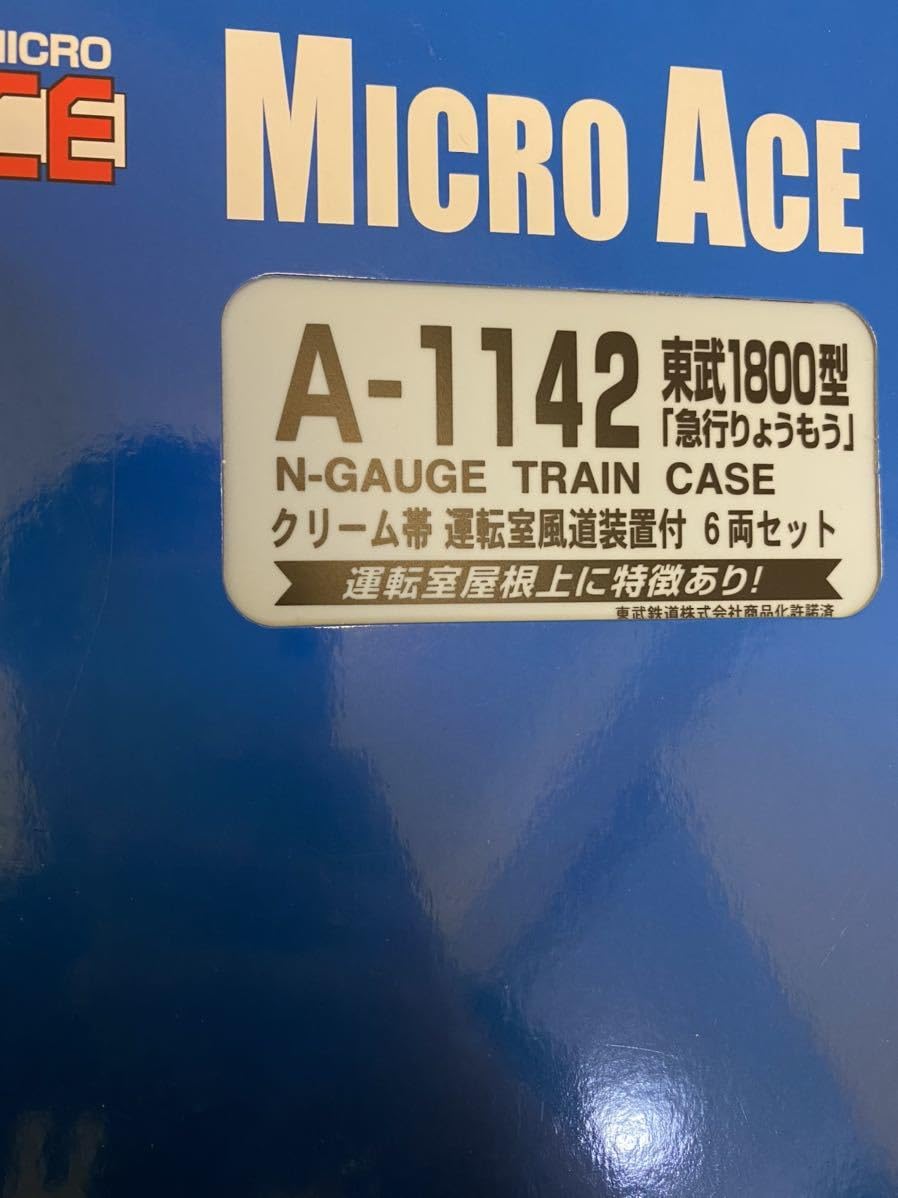 MICRO
CE
MICRO ACE
A-1142 東武1800型
「急行りょうもう」
N-GAUGE TRAIN CASE
クリーム帯 運転室風道装置付 6両セット
運転室屋根上に特徴あり!
東武鉄道株式会社商品化許諾済